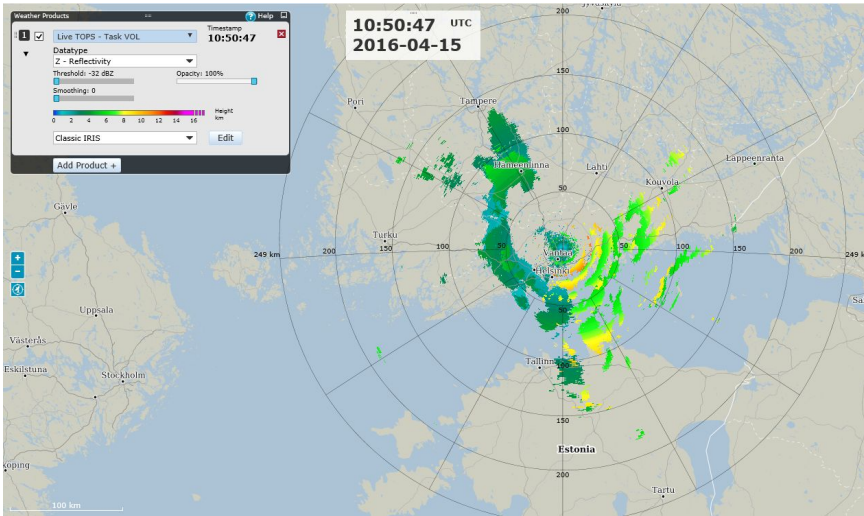 Weather Products
Help
1
Live TOPS - Task VOL
Timestamp
10:50:47
Datatype
Z - Reflectivity
Threshold: -32 dBZ
Opacity: 100%
Smoothing: 0
Height
km
0 2 4 6 8 10 12 14 16
Classic IRIS
Edit
Add Product +
10:50:47 UTC
2016-04-15
200
150
Pori
Tampere
100
Hämeenlinna
Lahti
Lappeenranta
Kouvola
50
Gävle
Turku
249 km
200
150
100
50
Vantaa
50
100
150
200
249 k
Helsinki
+
−
50
Uppsala
Västerås
Eskilstuna
Stockholm
Tallinn
100
150
Estonia
200
Tartu
köping
100 km